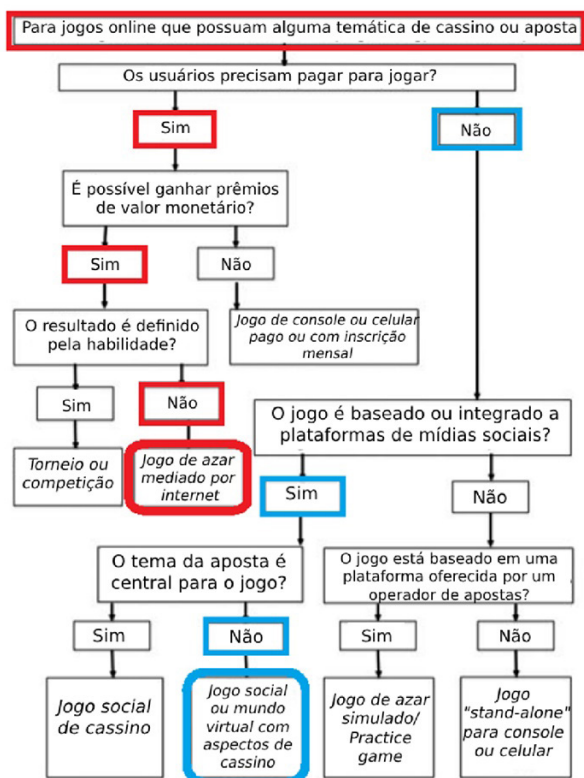 Para jogos online que possuam alguma temática de cassino ou aposta
Os usuários precisam pagar para jogar?
Sim
Não
É possível ganhar prêmios
de valor monetário?
Sim
Não
O resultado é definido
pela habilidade?
Jogo de console ou celular
pago ou com inscrição
mensal
Sim
Não
Torneio ou
competição
Jogo de azar
mediado por
internet
O jogo é baseado ou integrado a
plataformas de mídias sociais?
Sim
Não
O tema da aposta é
central para o jogo?
O jogo está baseado em uma
plataforma oferecida por um
operador de apostas?
Sim
Não
Sim
Não
Jogo social
de cassino
Jogo social
ou mundo
virtual com
aspectos de
cassino
Jogo de azar
simulado/
Practice
game
Jogo
"stand-alone"
para console
ou celular